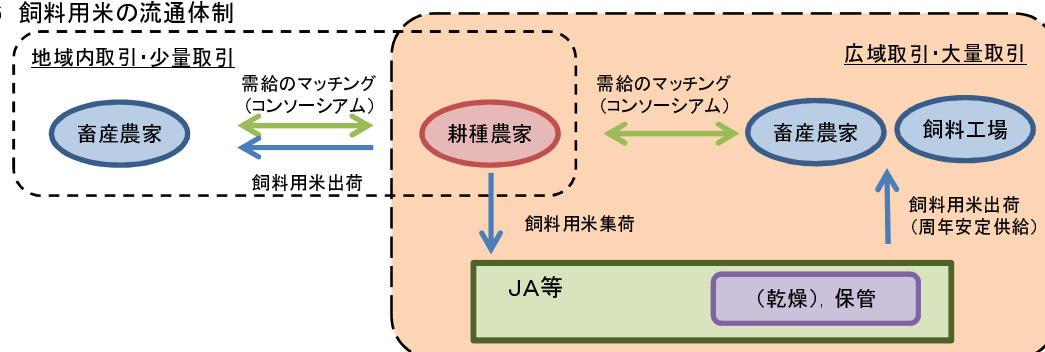 飼料用米の流通体制
地域内取引・少量取引
広域取引・大量取引
需給のマッチング
（コンソーシアム）
需給のマッチング
（コンソーシアム）
畜産農家
耕種農家
畜産農家
飼料工場
飼料用米出荷
飼料用米集荷
飼料用米出荷
（周年安定供給）
JA等
（乾燥），保管